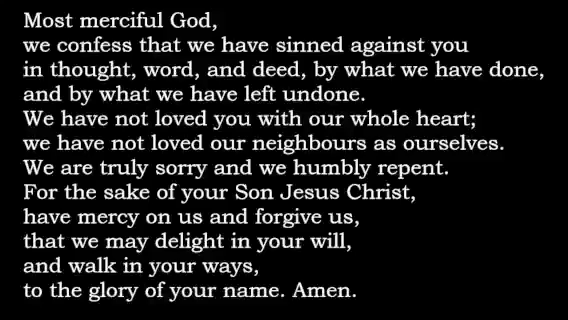 Most merciful God,
we confess that we have sinned against you
in thought, word, and deed, by what we have done,
and by what we have left undone.
We have not loved you with our whole heart;
we have not loved our neighbours as ourselves.
We are truly sorry and we humbly repent.
For the sake of your Son Jesus Christ,
have mercy on us and forgive us,
that we may delight in your will,
and walk in your ways,
to the glory of your name. Amen.